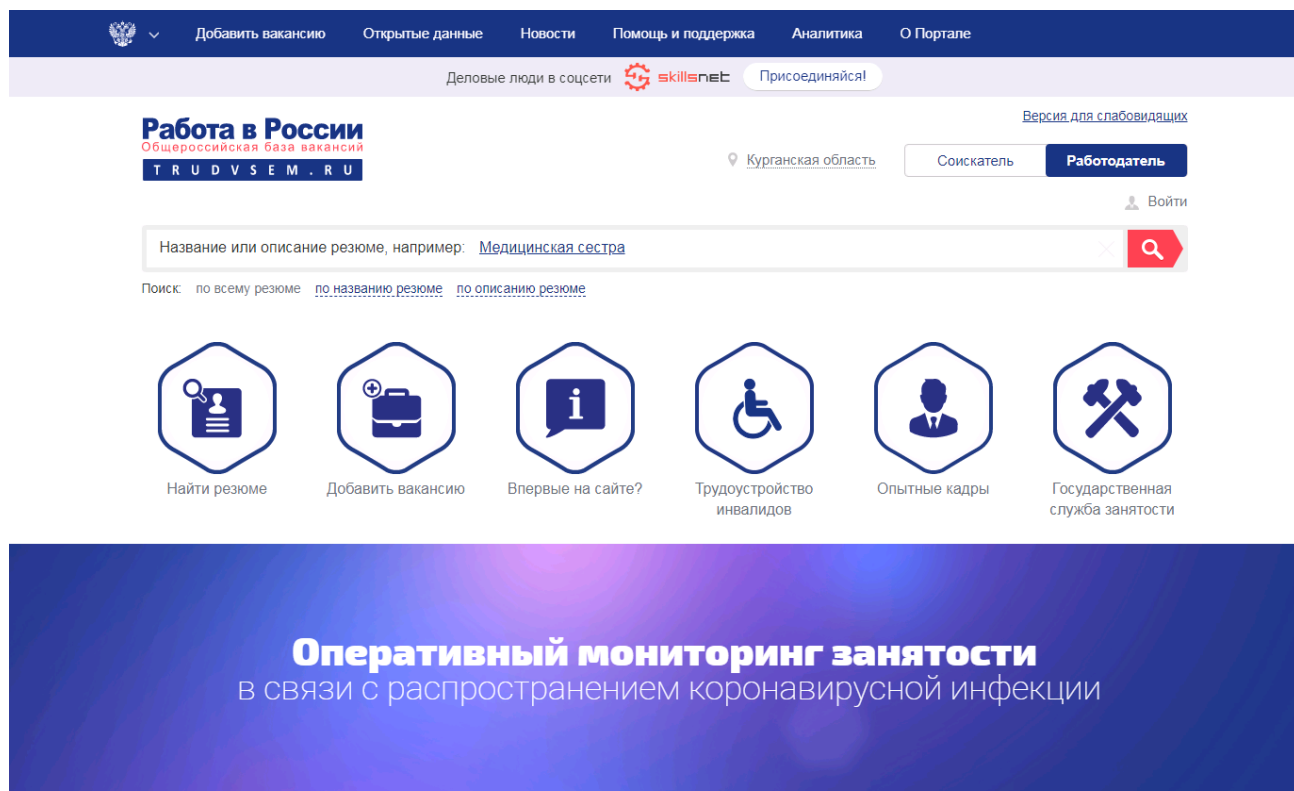 Добавить вакансию Открытые данные Новости Помощь и поддержка Аналитика О Портале
Деловые люди в соцсети skillsnet Присоединяйся!
Версия для слабовидящих
Работа в России
Общероссийская база вакансий
TRUDVSEM.RU
Курганская область Соискатель Работодатель
Войти
Название или описание резюме, например: Медицинская сестра
Поиск: по всему резюме по названию резюме по описанию резюме
Найти резюме Добавить вакансию Впервые на сайте? Трудоустройство инвалидов Опытные кадры Государственная служба занятости
Оперативный мониторинг занятости
в связи с распространением коронавирусной инфекции